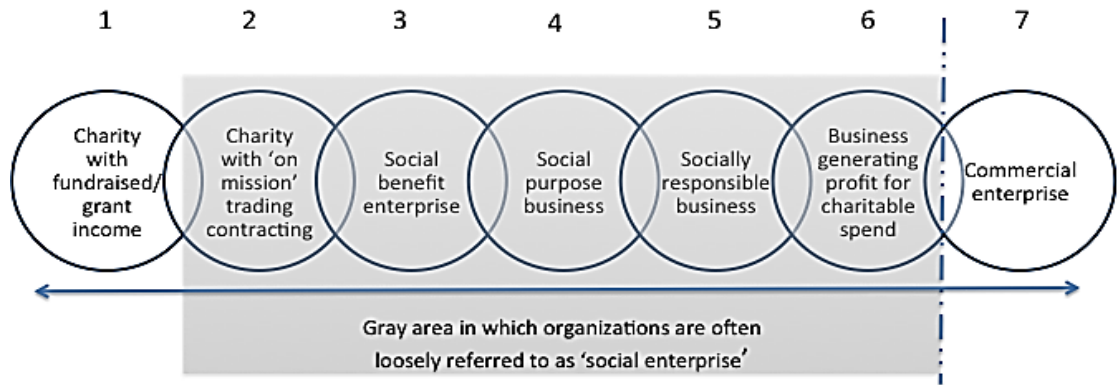 1 2 3 4 5 6 7
Charity
with
fundraised/
grant
income
Charity
with ‘on
mission’
trading
contracting
Social
benefit
enterprise
Social
purpose
business
Socially
responsible
business
Business
generating
profit for
charitable
spend
Commercial
enterprise
Gray area in which organizations are often
loosely referred to as ‘social enterprise’